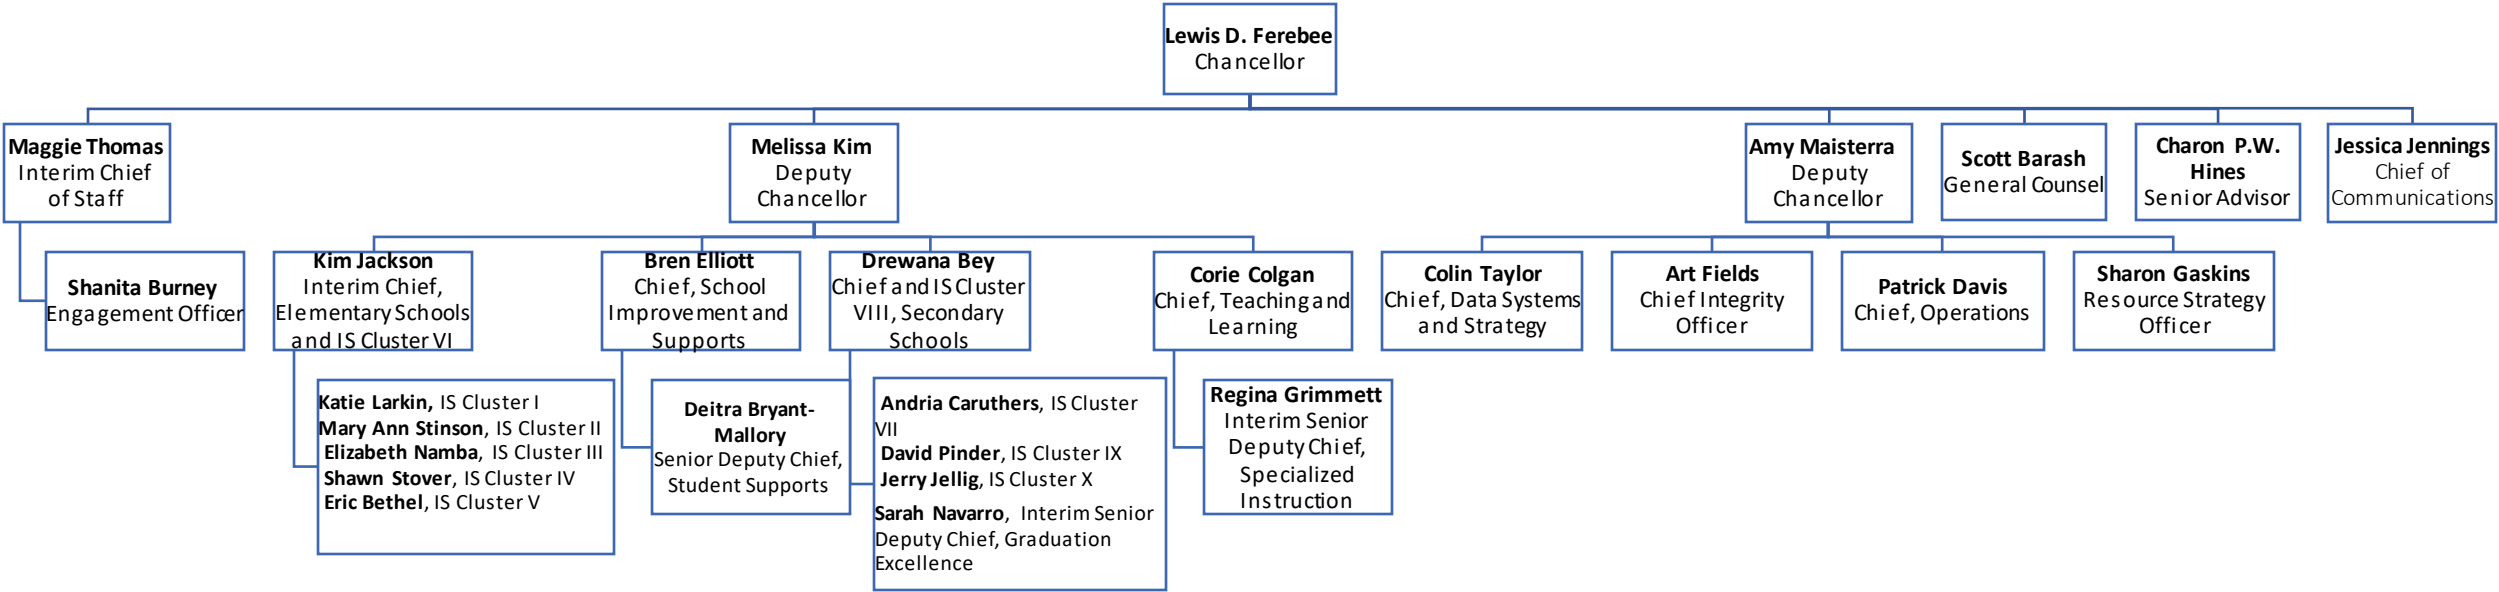 Lewis D. Ferebee
Chancellor
Maggie Thomas
Interim Chief
of Staff
Melissa Kim
Deputy
Chancellor
Amy Maisterra
Deputy
Chancellor
Scott Barash
General Counsel
Charon P.W.
Hines
Senior Advisor
Jessica Jennings
Chief of
Communications
Shanita Burney
Engagement Officer
Kim Jackson
Interim Chief,
Elementary Schools
and IS Cluster VI
Bren Elliott
Chief, School
Improvement and
Supports
Drewana Bey
Chief and IS Cluster
VIII, Secondary
Schools
Corie Colgan
Chief, Teaching and
Learning
Colin Taylor
Chief, Data Systems
and Strategy
Art Fields
Chief Integrity
Officer
Patrick Davis
Chief, Operations
Sharon Gaskins
Resource Strategy
Officer
Katie Larkin, IS Cluster I
Mary Ann Stinson, IS Cluster II
Elizabeth Namba, IS Cluster III
Shawn Stover, IS Cluster IV
Eric Bethel, IS Cluster V
Deitra Bryant-
Mallory
Senior Deputy Chief,
Student Supports
Andria Caruthers, IS Cluster
VII
David Pinder, IS Cluster IX
Jerry Jellig, IS Cluster X
Sarah Navarro, Interim Senior
Deputy Chief, Graduation
Excellence
Regina Grimmett
Interim Senior
Deputy Chief,
Specialized
Instruction